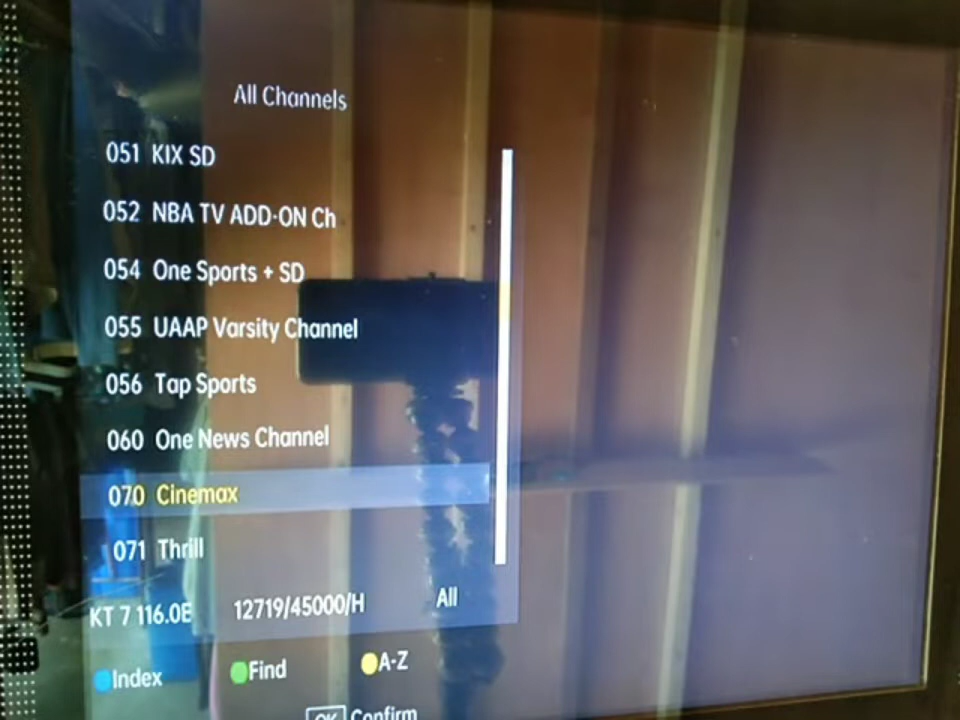 All Channels
051 KIX SD
052 NBA TV ADD-ON Ch
054 One Sports + SD
055 UAAP Varsity Channel
056 Tap Sports
060 One News Channel
070 Cinemax
071 Thrill
KT 7 116.0E 12719/45000/H All
Index Find A-Z
OK Confirm